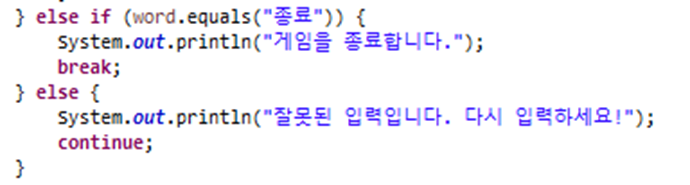 } else if (word.equals("종료")) {
System.out.println("게임을 종료합니다.");
break;
} else {
System.out.println("잘못된 입력입니다. 다시 입력하세요!");
continue;
}